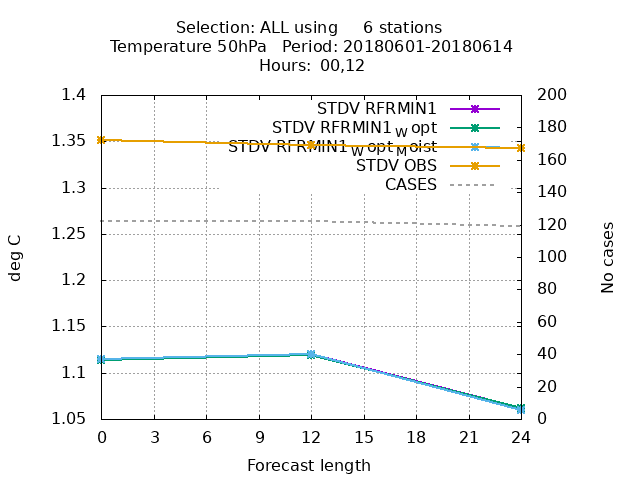 Selection: ALL using 6 stations
Temperature 50hPa Period: 20180601-20180614
Hours: 00,12
STDV RFRMIN1
STDV RFRMIN1 W opt
STDV RFRMIN1 W opt M oist
STDV OBS
CASES
1.4
1.35
1.3
1.25
1.2
1.15
1.1
1.05
deg C
200
180
160
140
120
100
80
60
40
20
0
No cases
0 3 6 9 12 15 18 21 24
Forecast length